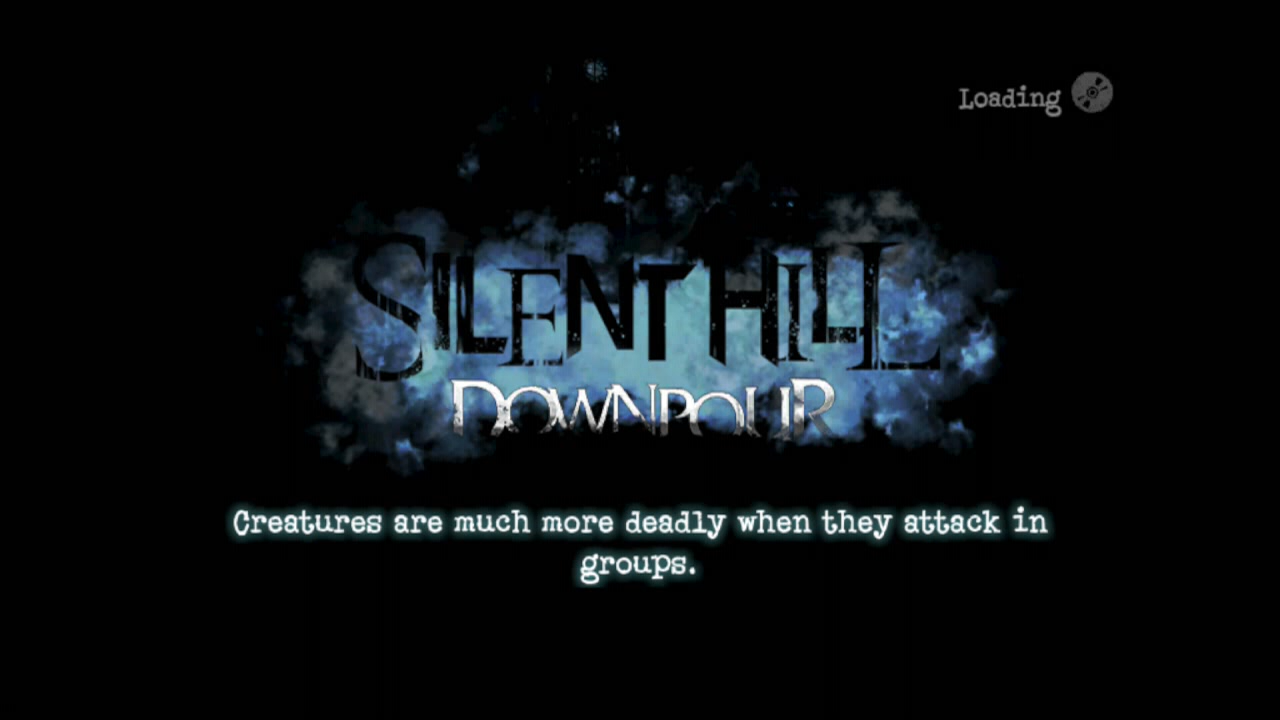 Loading
SILENT HILL
DOWNPOUR
Creatures are much more deadly when they attack in
groups.